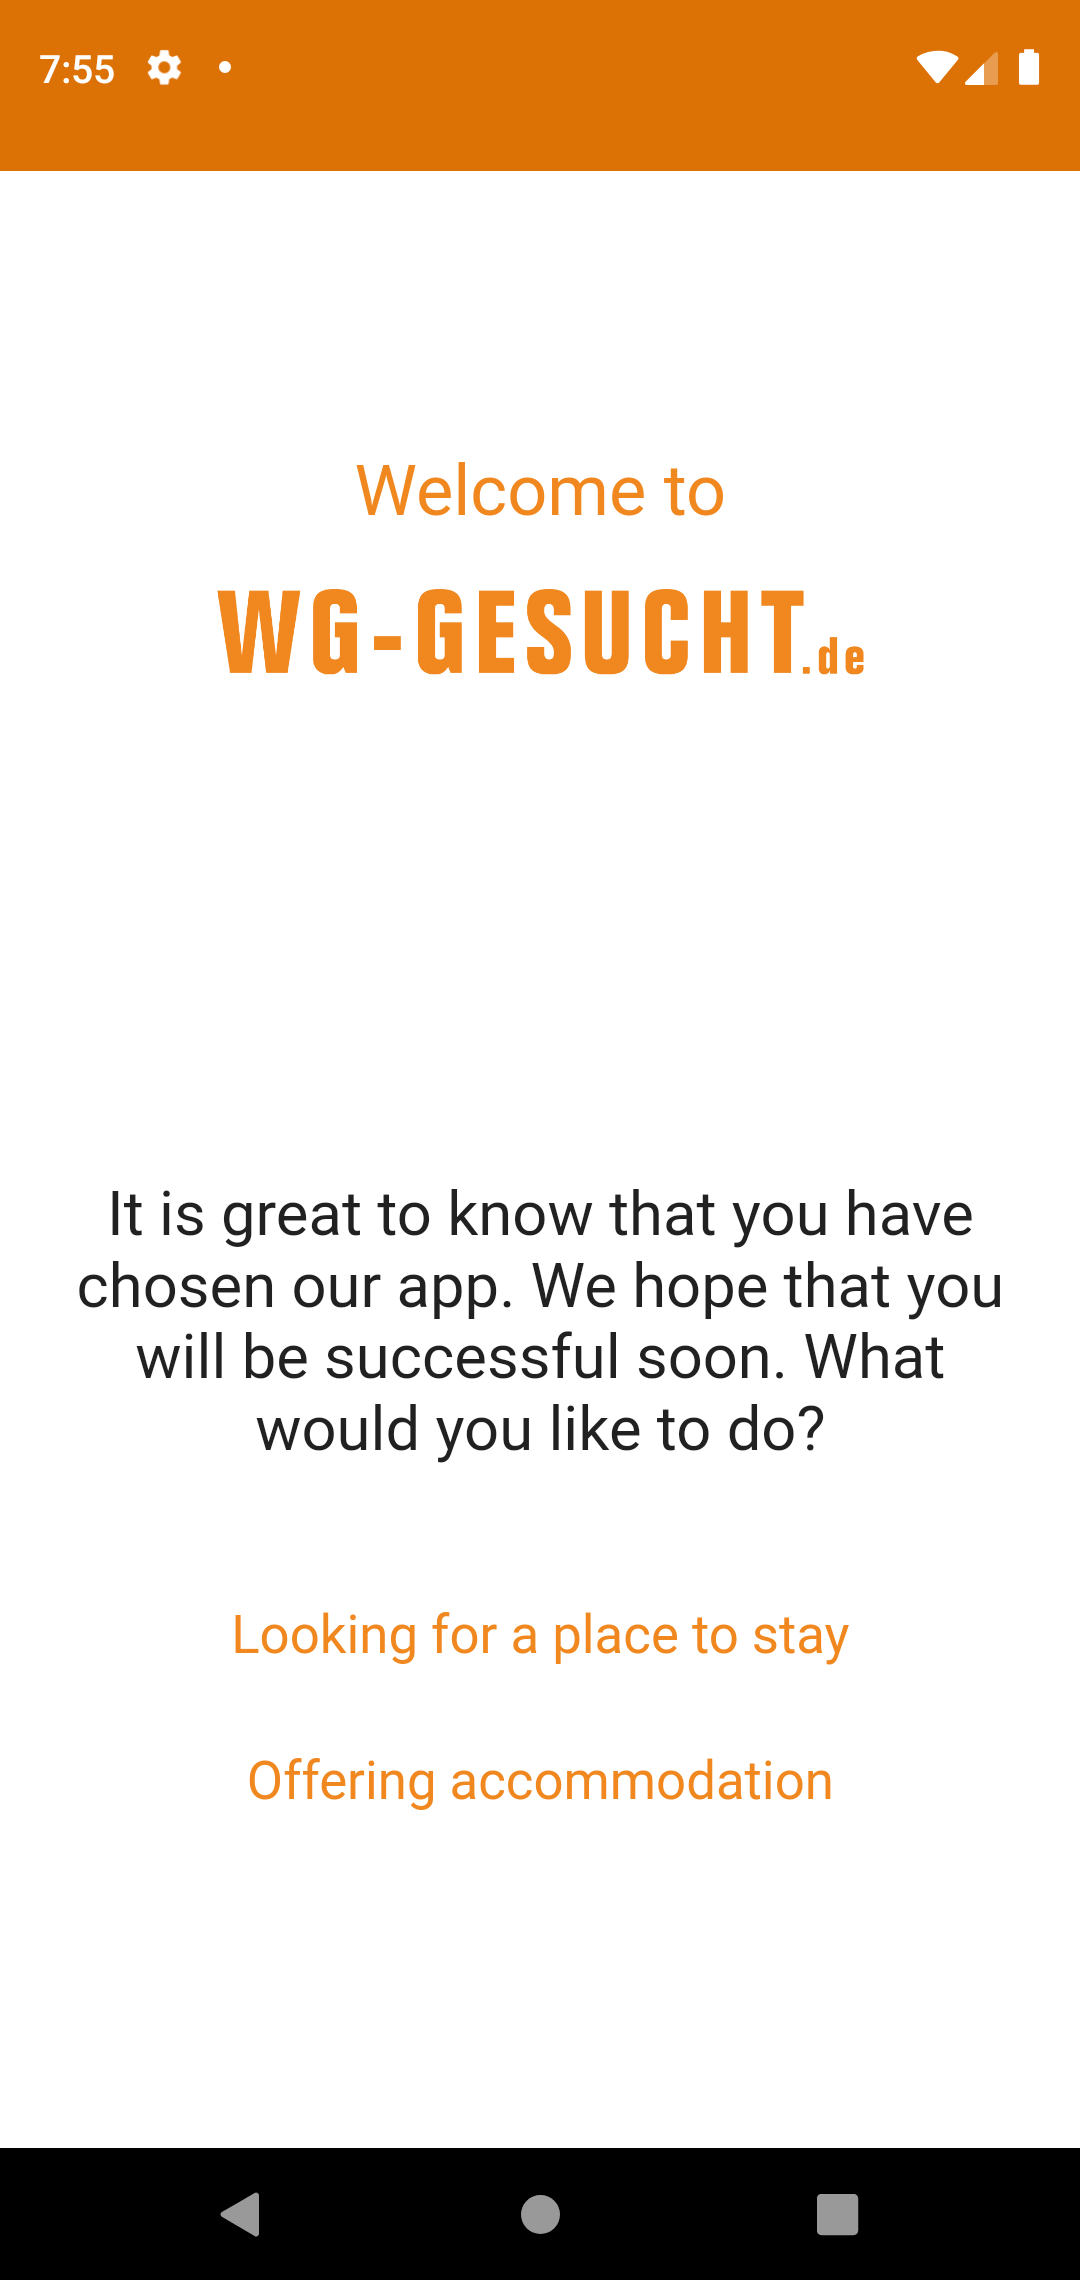 7:55
Welcome to
WG-GESUCHT.de
It is great to know that you have
chosen our app. We hope that you
will be successful soon. What
would you like to do?
Looking for a place to stay
Offering accommodation